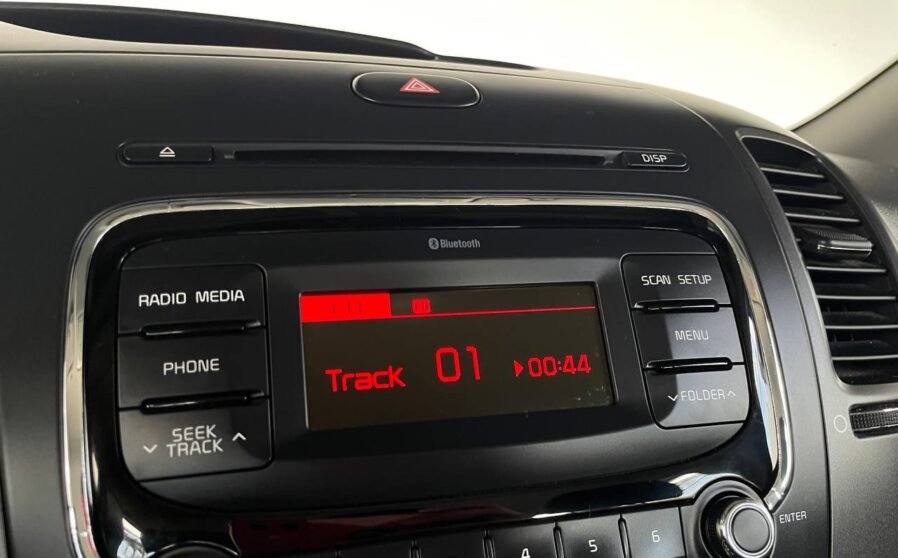 DISP
Bluetooth
RADIO MEDIA
SCAN SETUP
PHONE
MENU
SEEK
TRACK
FOLDER
Track 01 00:44
4 5 6
ENTER